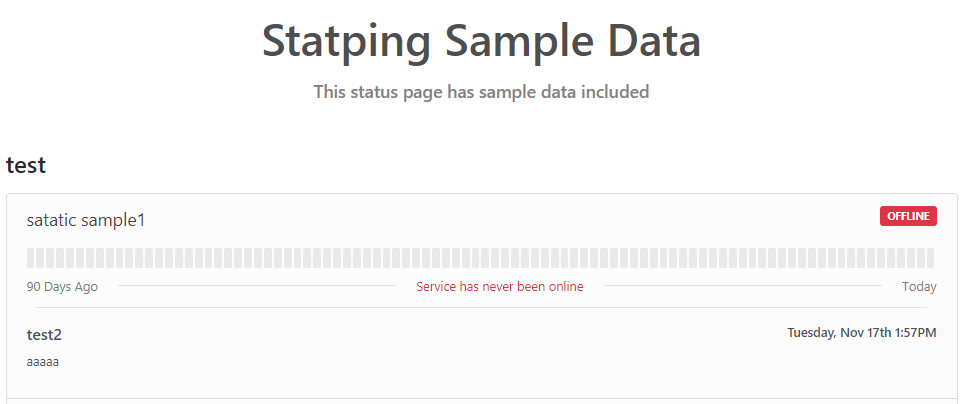 Statping Sample Data
This status page has sample data included
test
satatic sample1
OFFLINE
90 Days Ago
Service has never been online
Today
test2
Tuesday, Nov 17th 1:57PM
aaaaa